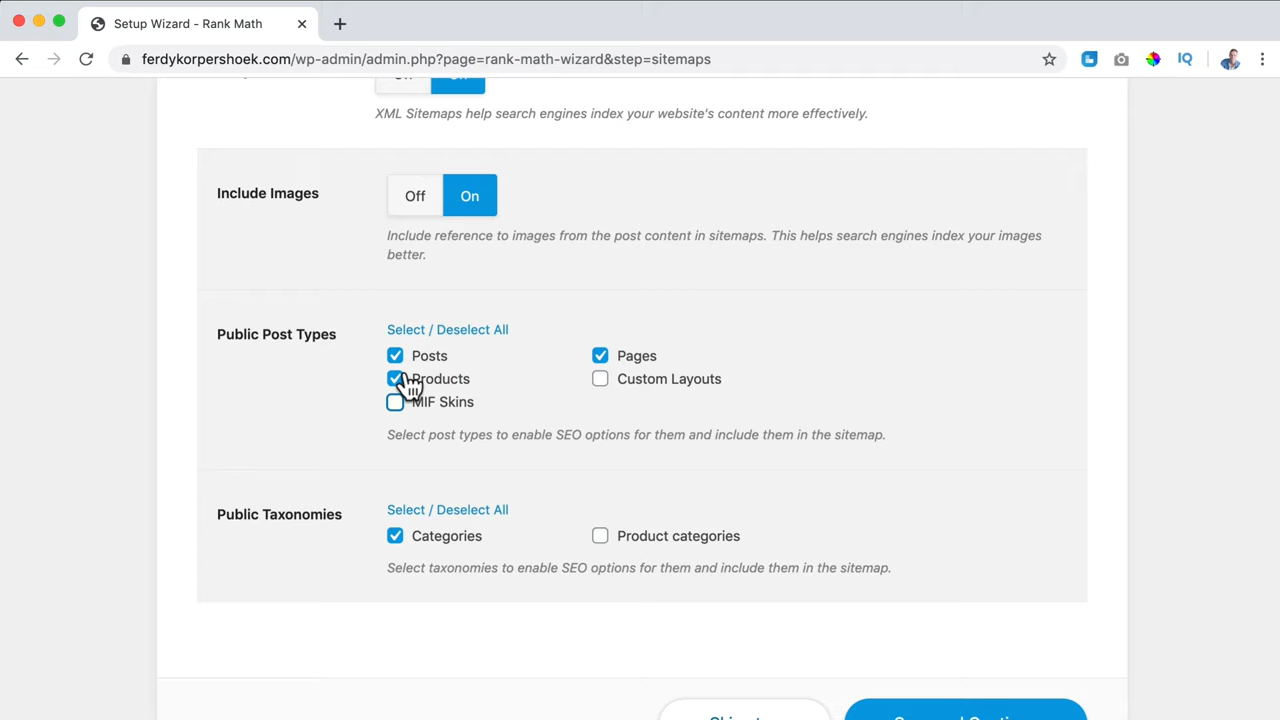 Setup Wizard - Rank Math
ferdykorpershoek.com/wp-admin/admin.php?page=rank-math-wizard&step=sitemaps
IQ
XML Sitemaps help search engines index your website's content more effectively.
Include Images
Off On
Include reference to images from the post content in sitemaps. This helps search engines index your images
better.
Public Post Types
Select / Deselect All
Posts Pages
Products Custom Layouts
MIF Skins
Select post types to enable SEO options for them and include them in the sitemap.
Public Taxonomies
Select / Deselect All
Categories Product categories
Select taxonomies to enable SEO options for them and include them in the sitemap.